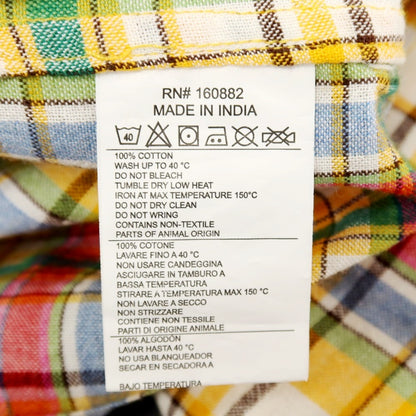 RN# 160882
MADE IN INDIA
40
100% COTTON
WASH UP TO 40 °C
DO NOT BLEACH
TUMBLE DRY LOW HEAT
IRON AT MAX TEMPERATURE 150°C
DO NOT DRY CLEAN
DO NOT WRING
CONTAINS NON-TEXTILE
PARTS OF ANIMAL ORIGIN
100% COTONE
LAVARE FINO A 40 °C
NON USARE CANDEGGINA
ASCIUGARE IN TAMBURO A
BASSA TEMPERATURA
STIRARE A TEMPERATURA MAX 150 °C
NON LAVARE A SECCO
NON STRIZZARE
CONTIENE NON TESSILE
PARTI DI ORIGINE ANIMALE
100% ALGODÓN
LAVAR HASTA 40 °C
NO USA BLANQUEADOR
SECAR EN SECADORA A
BAJO TEMPERATURA